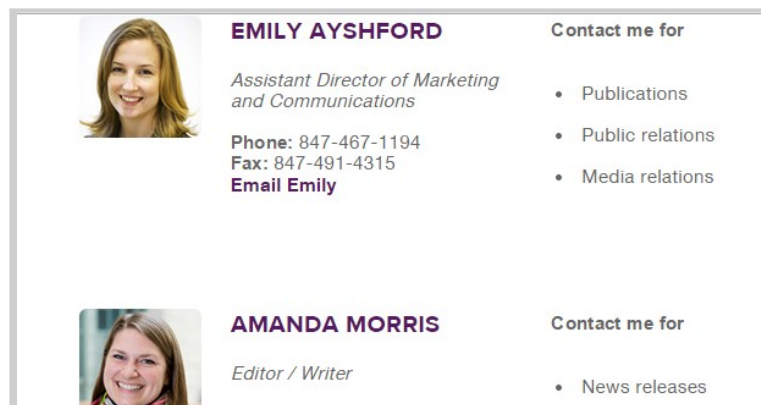 EMILY AYSHFORD
Assistant Director of Marketing
and Communications
Phone: 847-467-1194
Fax: 847-491-4315
Email Emily
Contact me for
• Publications
• Public relations
• Media relations
AMANDA MORRIS
Editor / Writer
Contact me for
• News releases